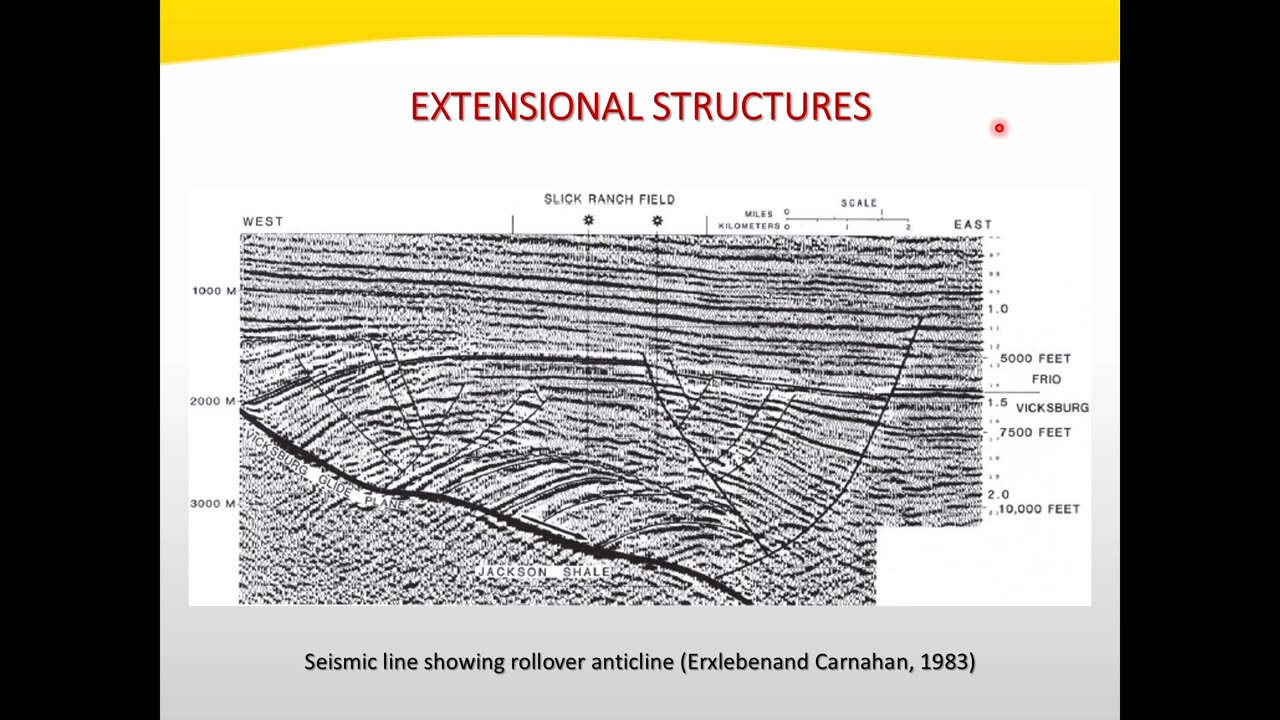 EXTENSIONAL STRUCTURES
SLICK RANCH FIELD
SCALE
MILES 0
KILOMETERS 0 1 2
WEST
EAST
1000 M
1.0
5000 FEET
FRIO
2000 M
1.5 VICKSBURG
7500 FEET
VICKSBURG GLIDE PLANE
3000 M
2.0
10,000 FEET
JACKSON SHALE
Seismic line showing rollover anticline (Erxlebenand Carnahan, 1983)